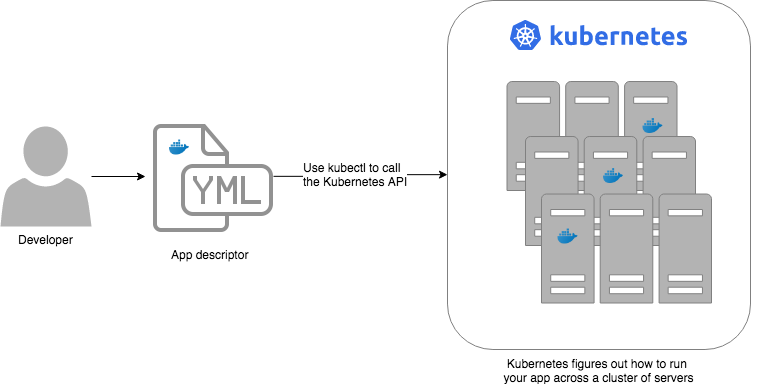 kubernetes
Developer
YML
App descriptor
Use kubectl to call
the Kubernetes API
Kubernetes figures out how to run
your app across a cluster of servers